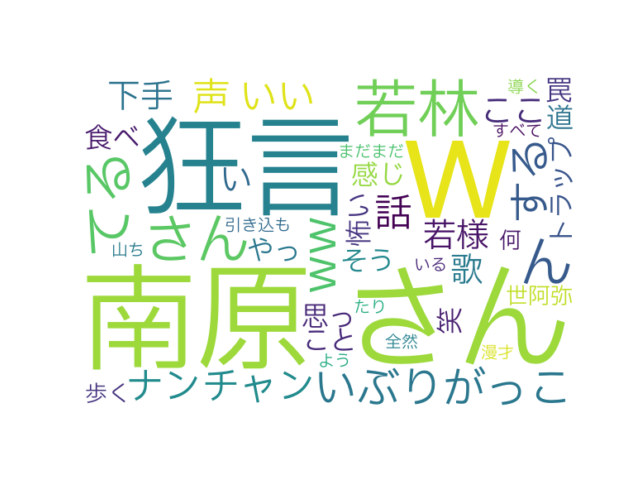 下手
声
いい
若林
ここ
導く
罠
道
すべて
食べ
狂言
w
まだまだ
感じ
する
トラップ
てる
い
話
怖い
若様
何
ん
引き込も
さん
やっ
ww
そう
歌
いる
山ち
世阿弥
南原さん
思っ
こと
たり
笑
全然
漫才
よう
歩く
ナンチャン
いぶりがっこ